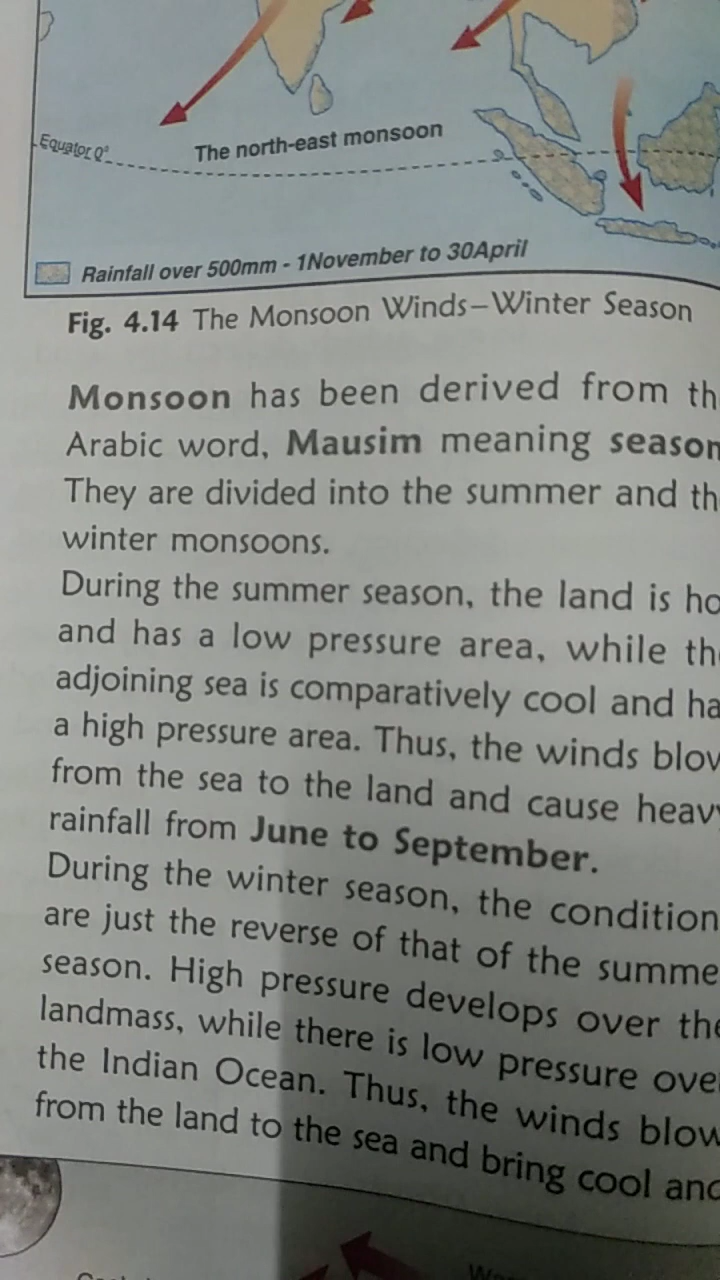 Equator 0°
The north-east monsoon
Rainfall over 500mm - 1November to 30April
Fig. 4.14 The Monsoon Winds–Winter Season
Monsoon has been derived from th
Arabic word, Mausim meaning season
They are divided into the summer and th
winter monsoons.
During the summer season, the land is ho
and has a low pressure area, while th
adjoining sea is comparatively cool and ha
a high pressure area. Thus, the winds blow
from the sea to the land and cause heavy
rainfall from June to September.
During the winter season, the condition
are just the reverse of that of the summe
season. High pressure develops over the
landmass, while there is low pressure over
the Indian Ocean. Thus, the winds blow
from the land to the sea and bring cool and